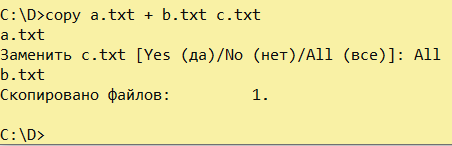 C:\D>copy a.txt + b.txt c.txt
a.txt
Заменить c.txt [Yes (да)/No (нет)/All (все)]: All
b.txt
Скопировано файлов:         1.
C:\D>